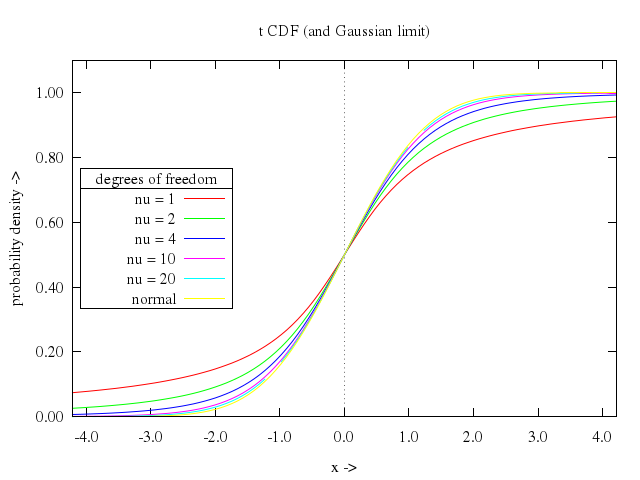 t CDF (and Gaussian limit)
probability density ->
1.00
0.80
0.60
0.40
0.20
0.00
degrees of freedom
nu = 1
nu = 2
nu = 4
nu = 10
nu = 20
normal
-4.0 -3.0 -2.0 -1.0 0.0 1.0 2.0 3.0 4.0
x ->